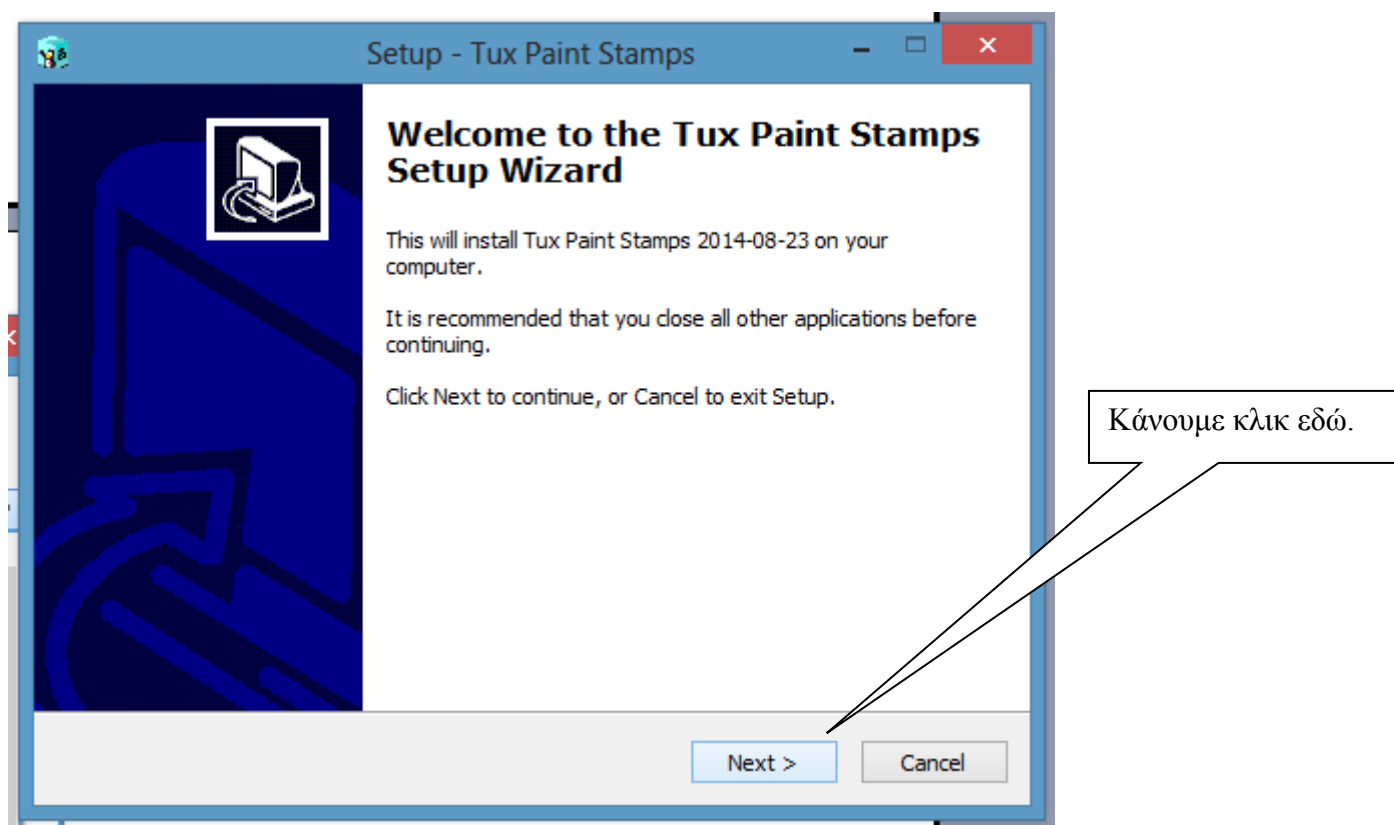 Setup - Tux Paint Stamps
Welcome to the Tux Paint Stamps
Setup Wizard
This will install Tux Paint Stamps 2014-08-23 on your
computer.
It is recommended that you close all other applications before
continuing.
Click Next to continue, or Cancel to exit Setup.
Κάνουμε κλικ εδώ.
Next >
Cancel